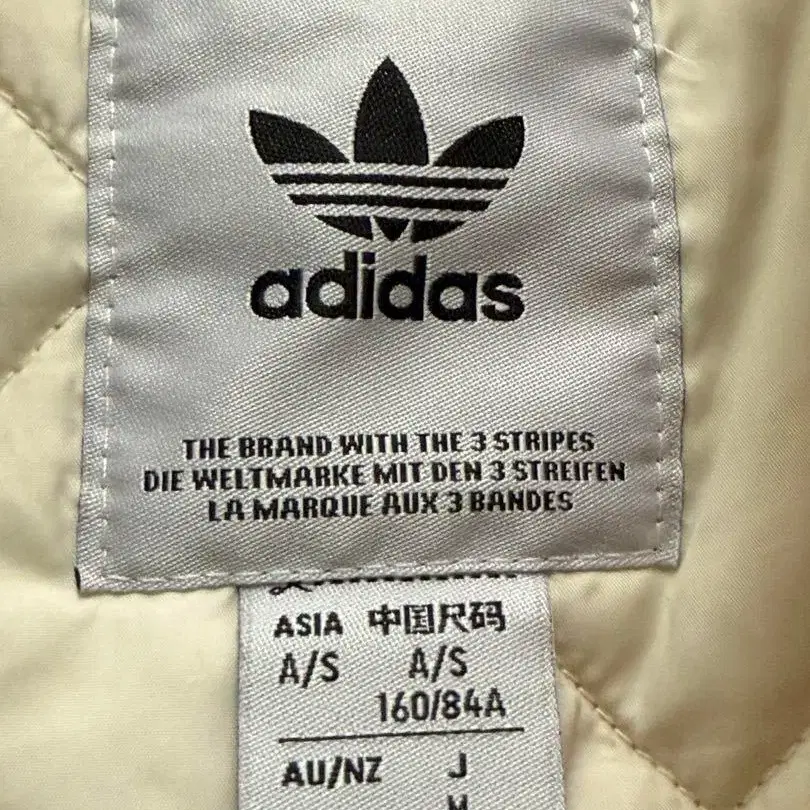 adidas
THE BRAND WITH THE 3 STRIPES
DIE WELTMARKE MIT DEN 3 STREIFEN
LA MARQUE AUX 3 BANDES
ASIA 中国尺码
A/S A/S
160/84A
AU/NZ J
M